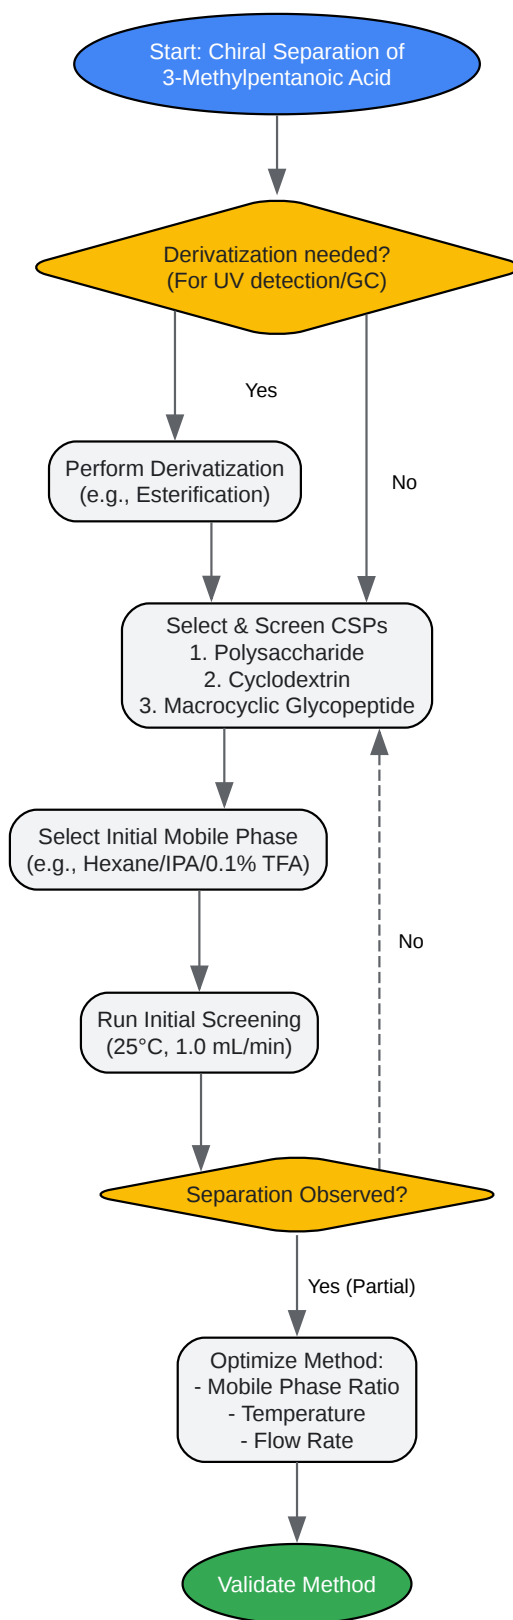 Start: Chiral Separation of
3-Methylpentanoic Acid
Derivatization needed?
(For UV detection/GC)
Yes
Perform Derivatization
(e.g., Esterification)
No
Select & Screen CSPs
1. Polysaccharide
2. Cyclodextrin
3. Macrocyclic Glycopeptide
Select Initial Mobile Phase
(e.g., Hexane/IPA/0.1% TFA)
No
Run Initial Screening
(25°C, 1.0 mL/min)
Separation Observed?
Yes (Partial)
Optimize Method:
- Mobile Phase Ratio
- Temperature
- Flow Rate
Validate Method